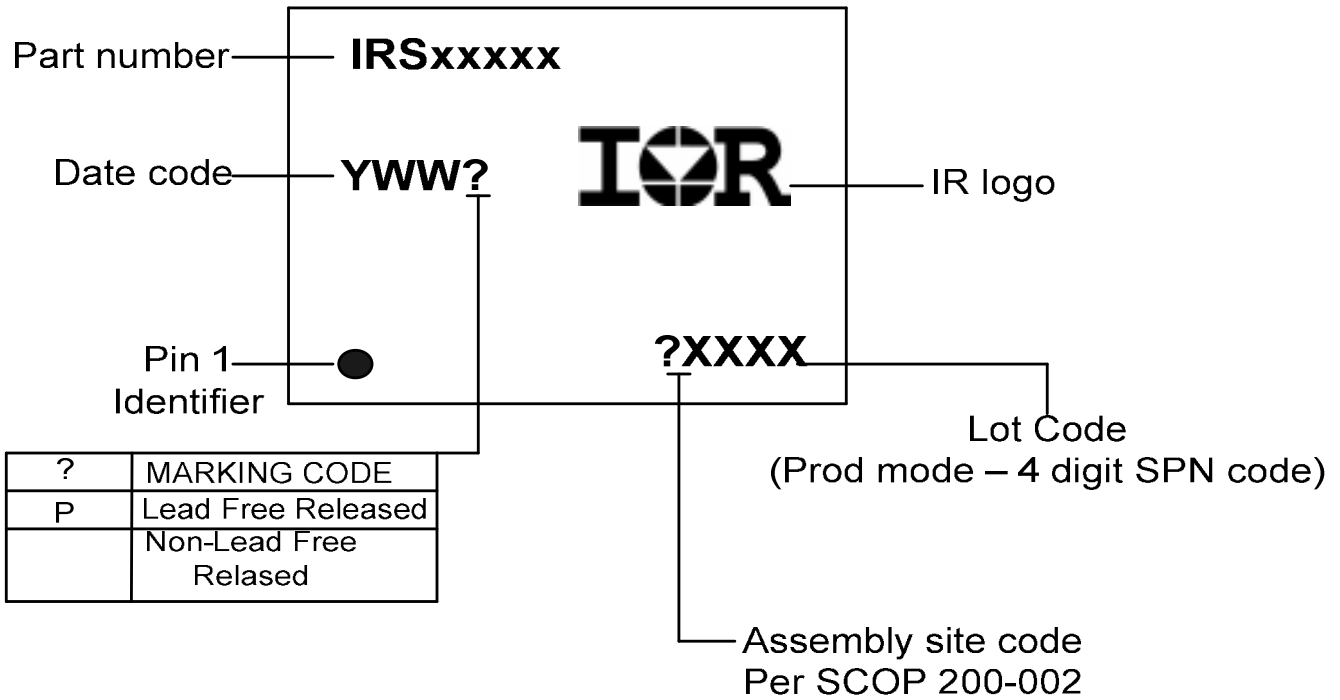 Part number
IRSxxxxx
Date code
YWW?
IOR
IR logo
Pin 1
Identifier
?XXXX
Lot Code
(Prod mode – 4 digit SPN code)
? MARKING CODE
P Lead Free Released
Non-Lead Free
Relased
Assembly site code
Per SCOP 200-002